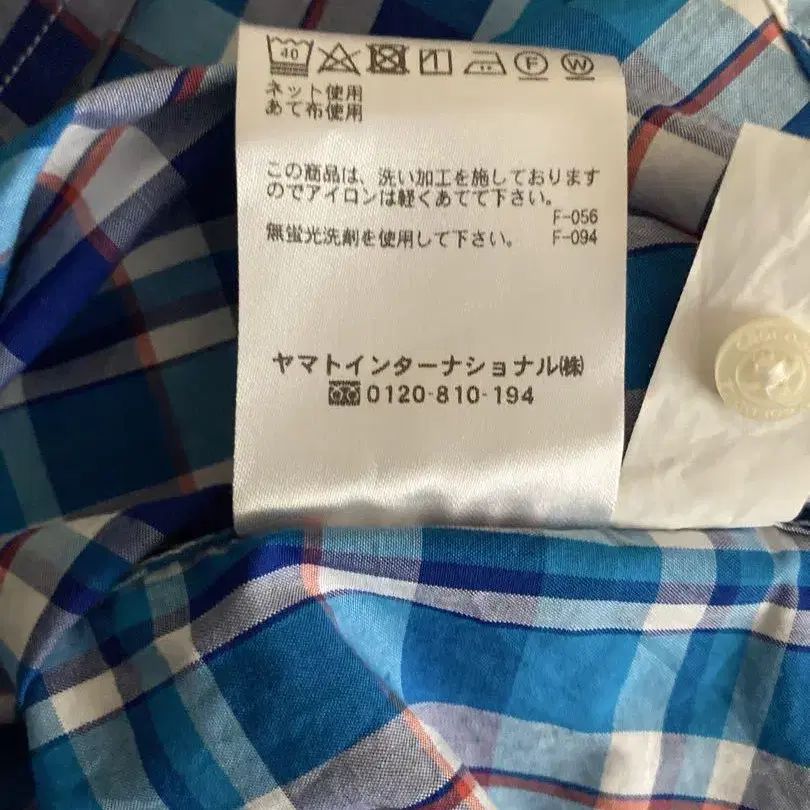 40
F
W
ネット使用
あて布使用
この商品は、洗い加工を施しております
のでアイロンは軽くあてて下さい。
F-056
無蛍光洗剤を使用して下さい。 F-094
ヤマトインターナショナル㈱
0120-810-194